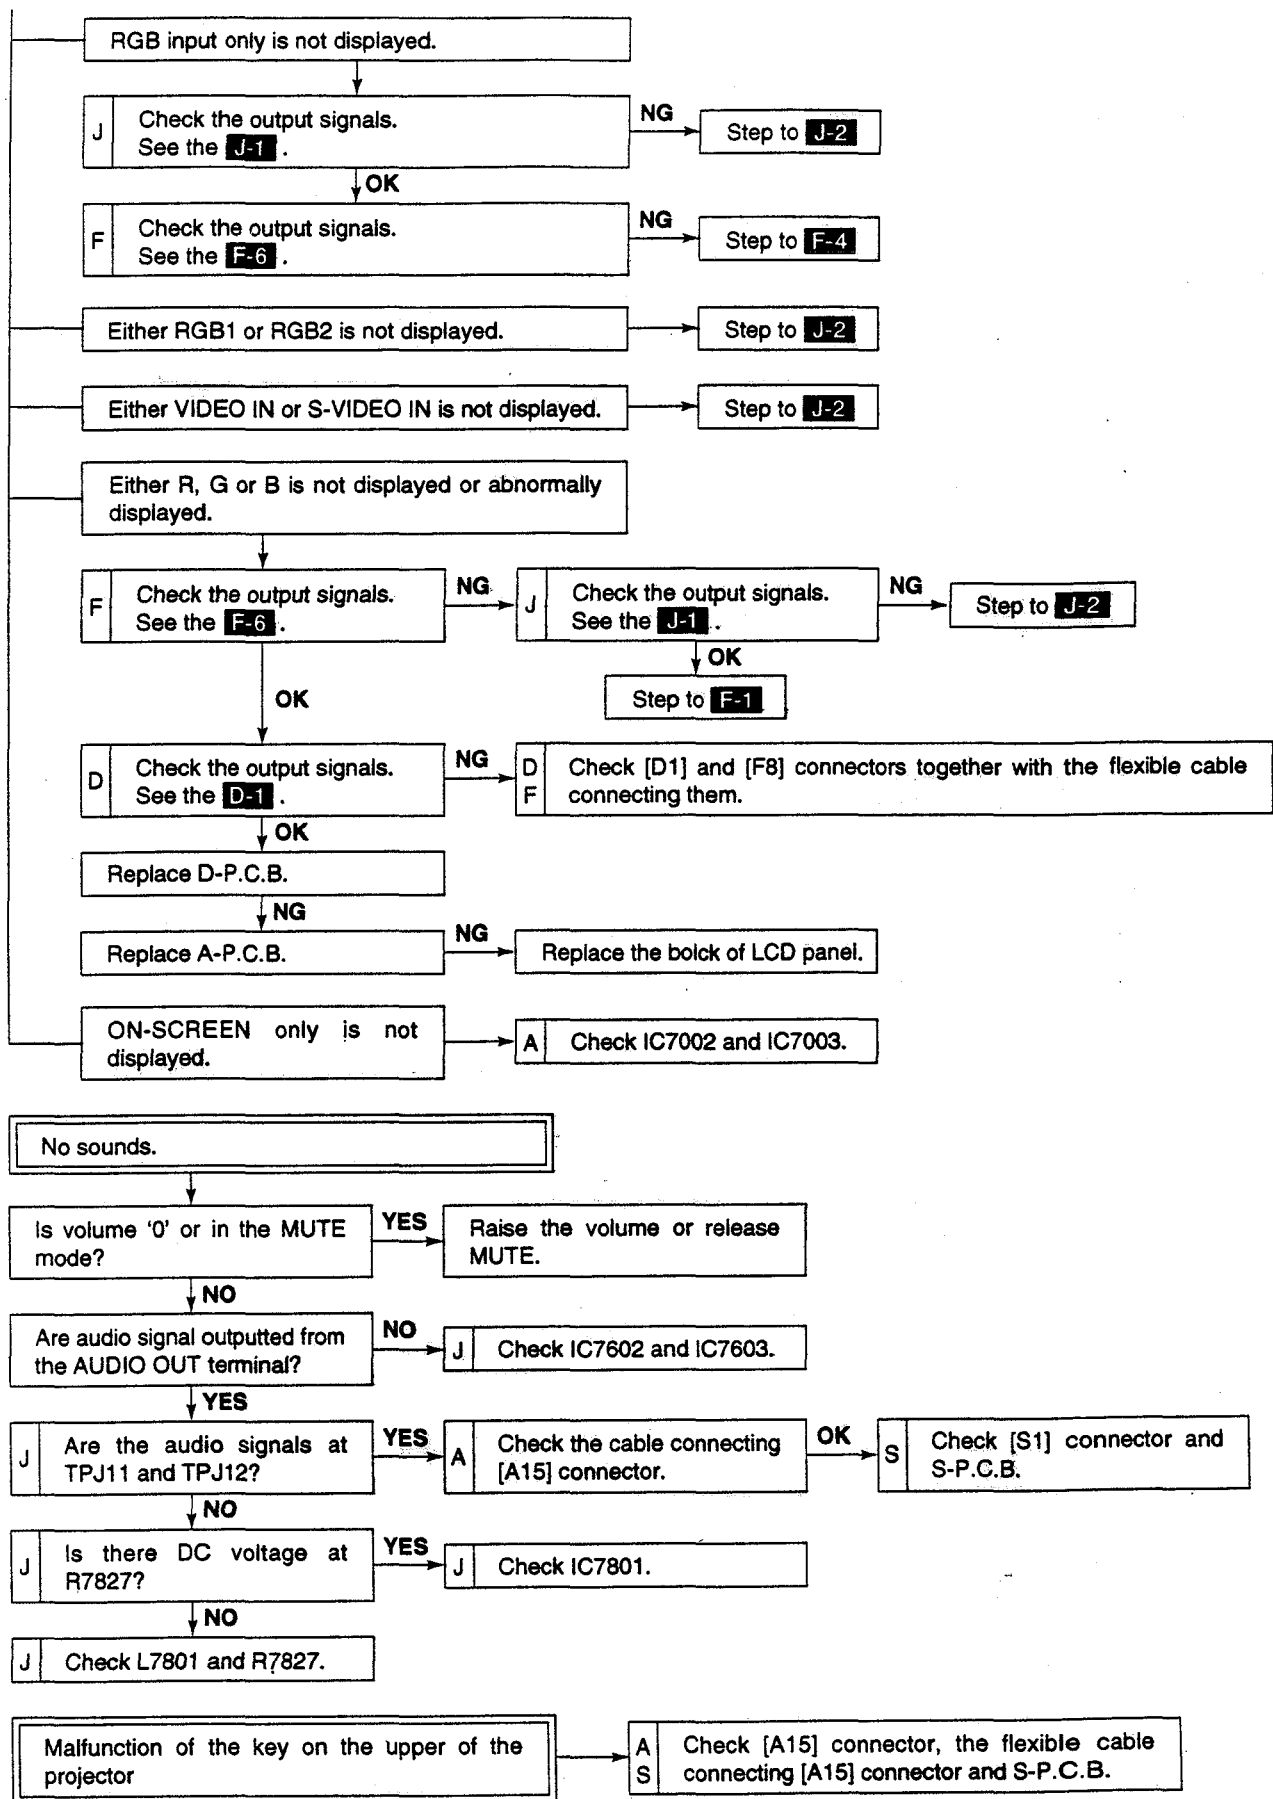 RGB input only is not displayed.
J
Check the output signals.
See the J-1 .
NG
Step to J-2
OK
F
Check the output signals.
See the F-6 .
NG
Step to F-4
Either RGB1 or RGB2 is not displayed.
Step to J-2
Either VIDEO IN or S-VIDEO IN is not displayed.
Step to J-2
Either R, G or B is not displayed or abnormally
displayed.
F
Check the output signals.
See the F-6 .
NG
J
Check the output signals.
See the J-1 .
NG
Step to J-2
OK
Step to F-1
OK
D
Check the output signals.
See the D-1 .
NG
D
F
Check [D1] and [F8] connectors together with the flexible cable
connecting them.
OK
Replace D-P.C.B.
NG
Replace A-P.C.B.
NG
Replace the bolck of LCD panel.
ON-SCREEN only is not
displayed.
A
Check IC7002 and IC7003.
No sounds.
Is volume ‘0’ or in the MUTE
mode?
YES
Raise the volume or release
MUTE.
NO
Are audio signal outputted from
the AUDIO OUT terminal?
NO
J
Check IC7602 and IC7603.
YES
J
Are the audio signals at
TPJ11 and TPJ12?
YES
A
Check the cable connecting
[A15] connector.
OK
S
Check [S1] connector and
S-P.C.B.
NO
J
Is there DC voltage at
R7827?
YES
J
Check IC7801.
NO
J
Check L7801 and R7827.
Malfunction of the key on the upper of the
projector
A
S
Check [A15] connector, the flexible cable
connecting [A15] connector and S-P.C.B.